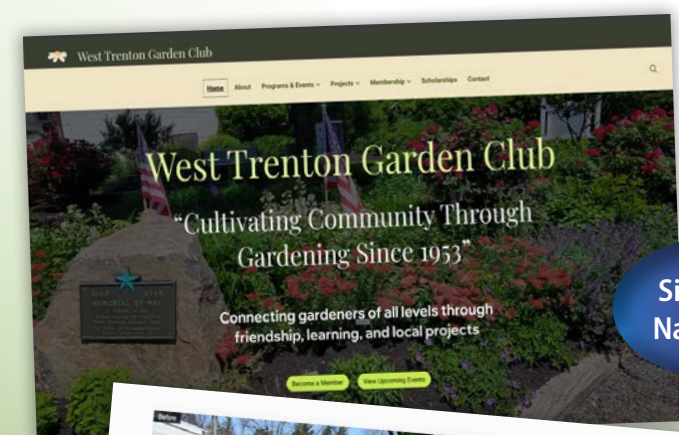 West Trenton Garden Club
Home About Programs & Events Projects Membership Scholarships Contact
West Trenton Garden Club
“Cultivating Community Through
Gardening Since 1953”
Connecting gardeners of all levels through
friendship, learning, and local projects
Become a Member View Upcoming Events
Before